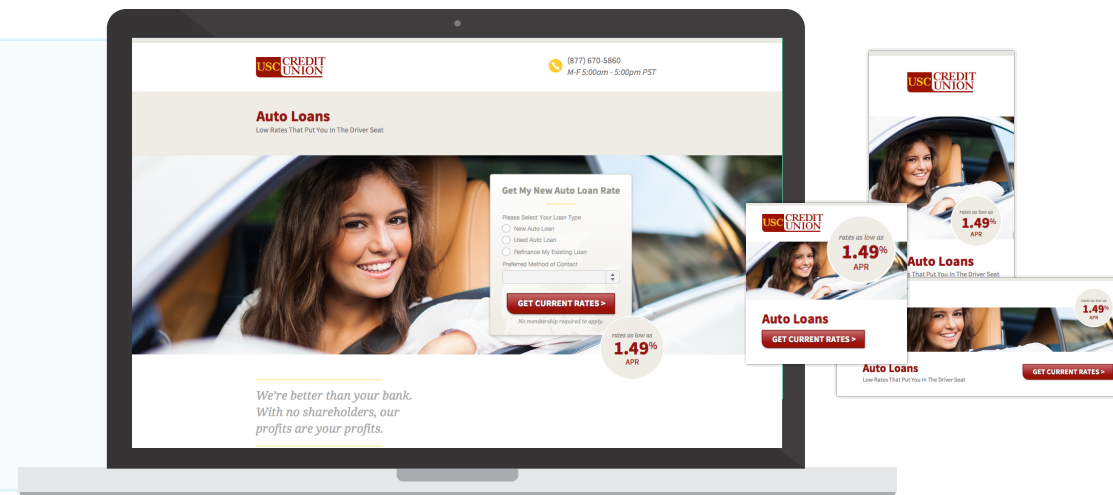 USC CREDIT
UNION
(877) 670-5860
M-F 5:00am - 5:00pm PST
Auto Loans
Low Rates That Put You In The Driver Seat
Get My New Auto Loan Rate
Please Select Your Loan Type
New Auto Loan
Used Auto Loan
Refinance My Existing Loan
Preferred Method of Contact
GET CURRENT RATES >
No membership required to apply.
rates as low as
1.49%
APR
We're better than your bank.
With no shareholders, our
profits are your profits.
USC CREDIT
UNION
rates as low as
1.49%
APR
Auto Loans
GET CURRENT RATES >
USC CREDIT
UNION
rates as low as
1.49%
APR
Auto Loans
That Put You In The Driver Seat
rates as low as
1.49%
APR
Auto Loans
Low Rates That Put You In The Driver Seat
GET CURRENT RATES >